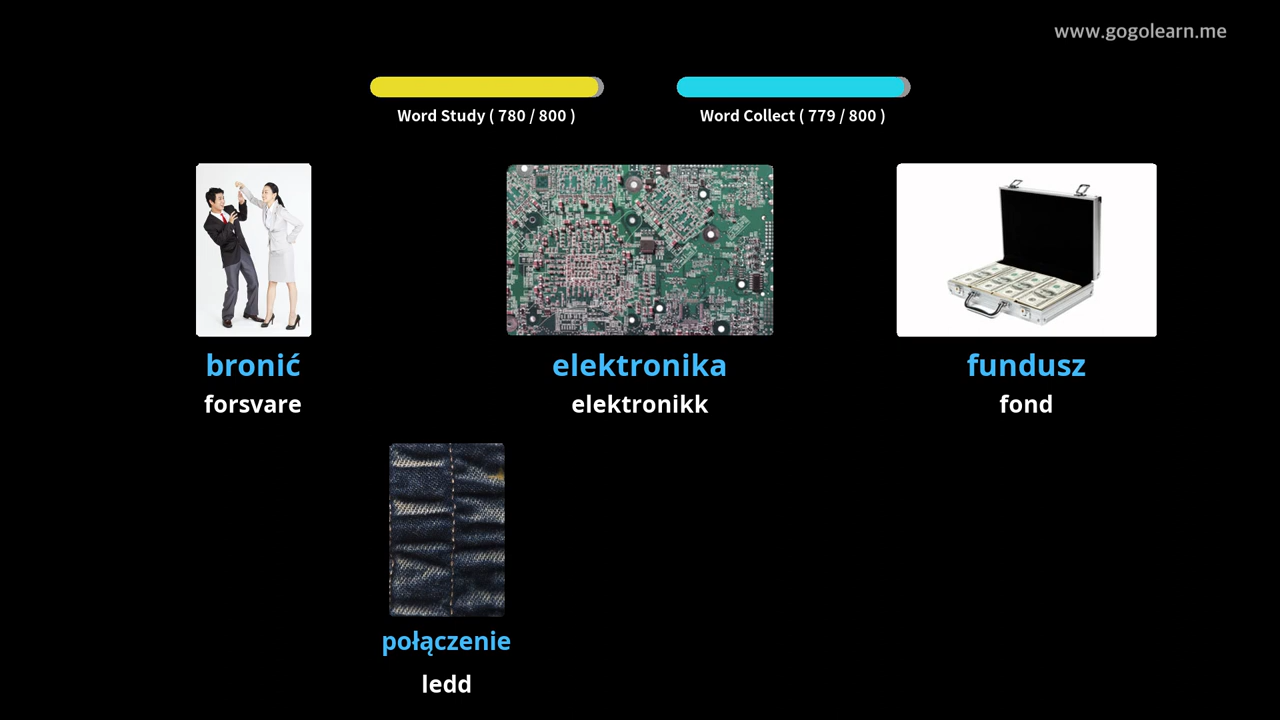 www.gogolearn.me
Word Study ( 780 / 800 )
Word Collect ( 779 / 800 )
bronić
forsvare
elektronika
elektronikk
fundusz
fond
połączenie
ledd